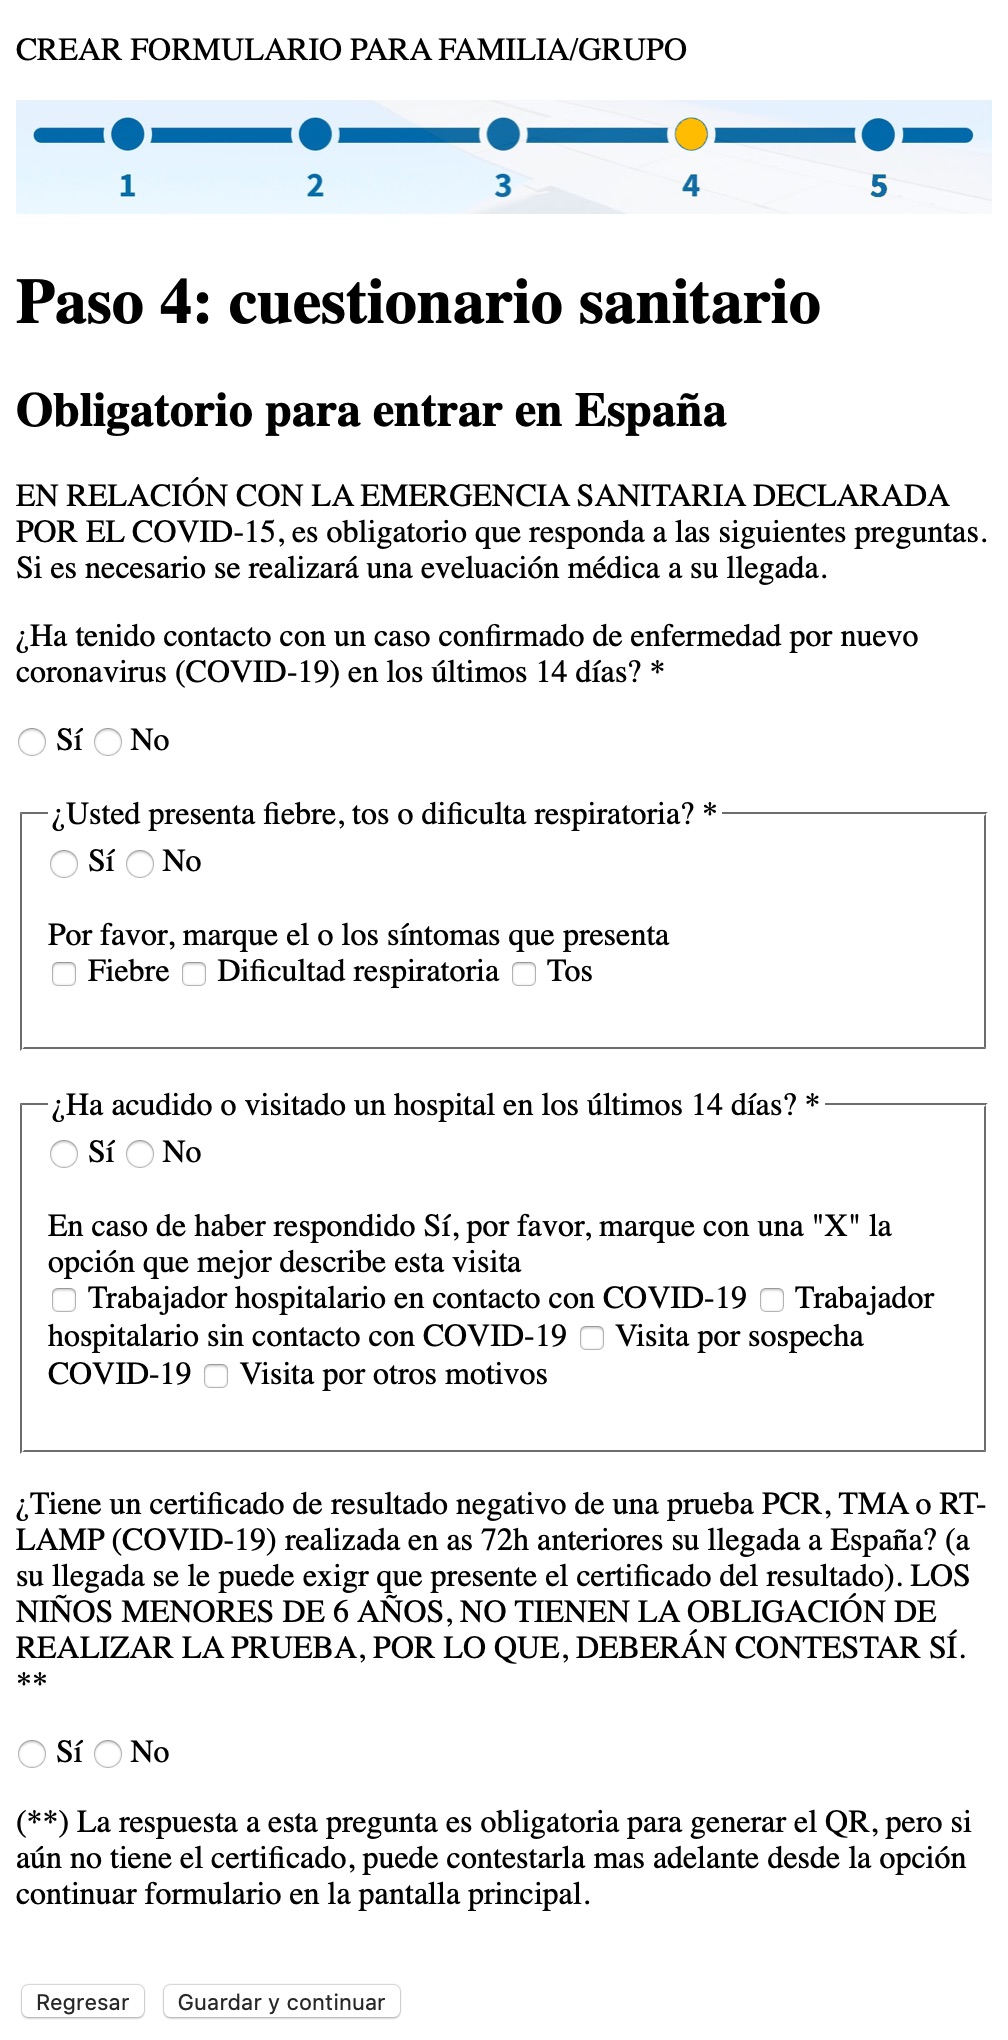 CREAR FORMULARIO PARA FAMILIA/GRUPO
1 2 3 4 5
Paso 4: cuestionario sanitario
Obligatorio para entrar en España
EN RELACIÓN CON LA EMERGENCIA SANITARIA DECLARADA
POR EL COVID-15, es obligatorio que responda a las siguientes preguntas.
Si es necesario se realizará una eveluación médica a su llegada.
¿Ha tenido contacto con un caso confirmado de enfermedad por nuevo
coronavirus (COVID-19) en los últimos 14 días? *
Sí No
¿Usted presenta fiebre, tos o dificulta respiratoria? *
Sí No
Por favor, marque el o los síntomas que presenta
Fiebre Dificultad respiratoria Tos
¿Ha acudido o visitado un hospital en los últimos 14 días? *
Sí No
En caso de haber respondido Sí, por favor, marque con una "X" la
opción que mejor describe esta visita
Trabajador hospitalario en contacto con COVID-19 Trabajador
hospitalario sin contacto con COVID-19 Visita por sospecha
COVID-19 Visita por otros motivos
¿Tiene un certificado de resultado negativo de una prueba PCR, TMA o RT-
LAMP (COVID-19) realizada en as 72h anteriores su llegada a España? (a
su llegada se le puede exigr que presente el certificado del resultado). LOS
NIÑOS MENORES DE 6 AÑOS, NO TIENEN LA OBLIGACIÓN DE
REALIZAR LA PRUEBA, POR LO QUE, DEBERÁN CONTESTAR SÍ.
**
Sí No
(**) La respuesta a esta pregunta es obligatoria para generar el QR, pero si
aún no tiene el certificado, puede contestarla mas adelante desde la opción
continuar formulario en la pantalla principal.
Regresar Guardar y continuar